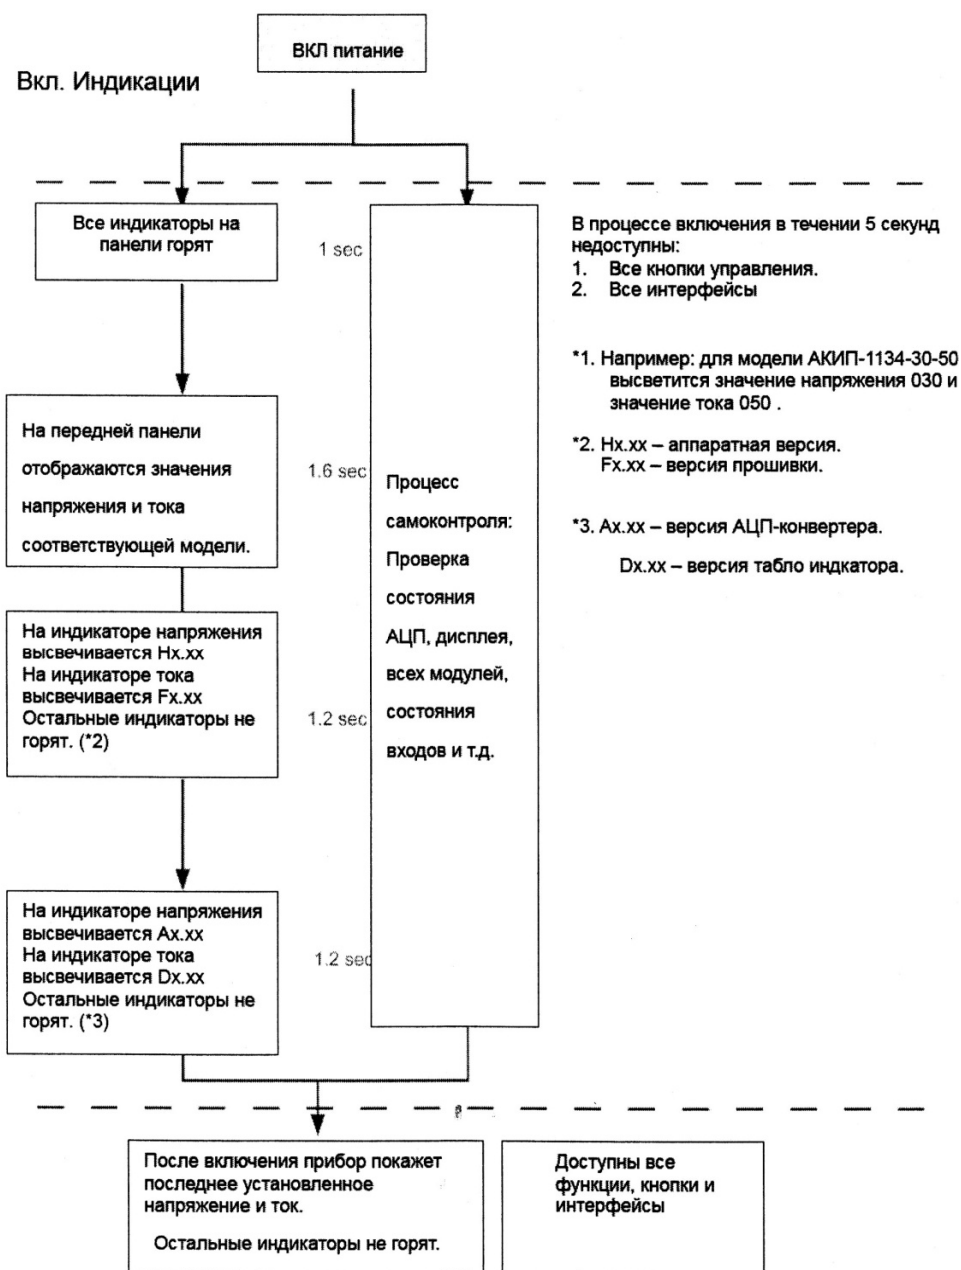 ВКЛ питание
Вкл. Индикации
Все индикаторы на
панели горят
1 sec
На передней панели
отображаются значения
напряжения и тока
соответствующей модели.
1.6 sec
На индикаторе напряжения
высвечивается Hx.xx
На индикаторе тока
высвечивается Fx.xx
Остальные индикаторы не
горят. (*2)
1.2 sec
На индикаторе напряжения
высвечивается Ax.xx
На индикаторе тока
высвечивается Dx.xx
Остальные индикаторы не
горят. (*3)
1.2 sec
Процесс
самоконтроля:
Проверка
состояния
АЦП, дисплея,
всех модулей,
состояния
входов и т.д.
В процессе включения в течении 5 секунд
недоступны:
1. Все кнопки управления.
2. Все интерфейсы
*1. Например: для модели АКИП-1134-30-50
высветится значение напряжения 030 и
значение тока 050 .
*2. Hx.xx – аппаратная версия.
Fx.xx – версия прошивки.
*3. Ax.xx – версия АЦП-конвертера.
Dx.xx – версия табло индкатора.
После включения прибор покажет
последнее установленное
напряжение и ток.
Остальные индикаторы не горят.
Доступны все
функции, кнопки и
интерфейсы